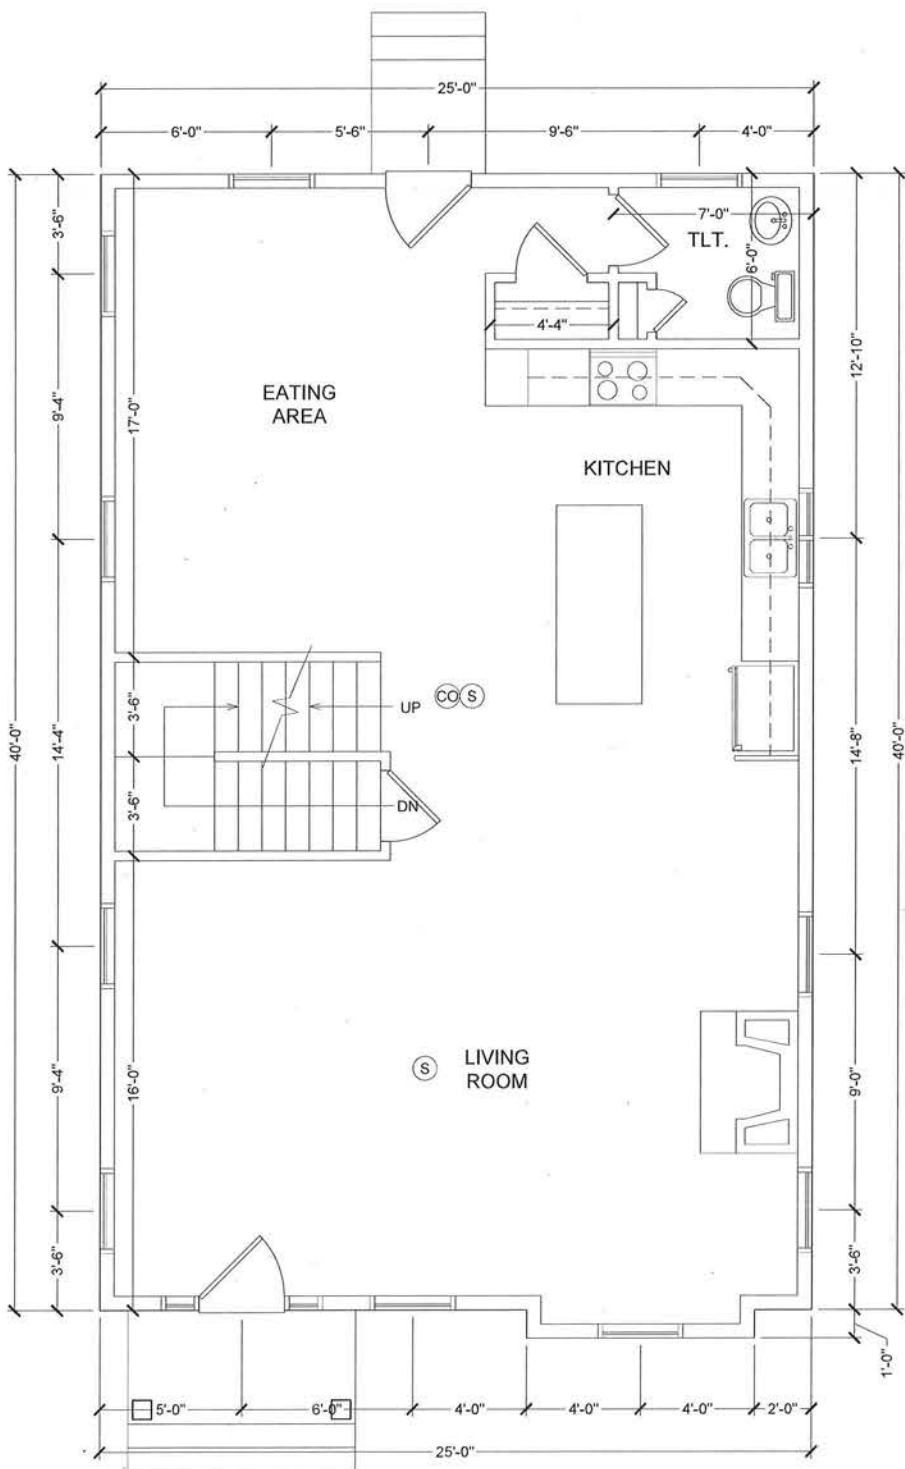 25'-0"
6'-0" 5'-6" 9'-6" 4'-0"
40'-0"
3'-6"
9'-4"
14'-4"
9'-4"
3'-6"
17'-0"
3'-6"
3'-6"
16'-0"
7'-0"
TLT.
6'-0"
4'-4"
EATING
AREA
KITCHEN
UP
CO S
DN
S
LIVING
ROOM
12'-10"
14'-8"
9'-0"
3'-6"
1'-0"
40'-0"
5'-0" 6'-0" 4'-0" 4'-0" 4'-0" 2'-0"
25'-0"